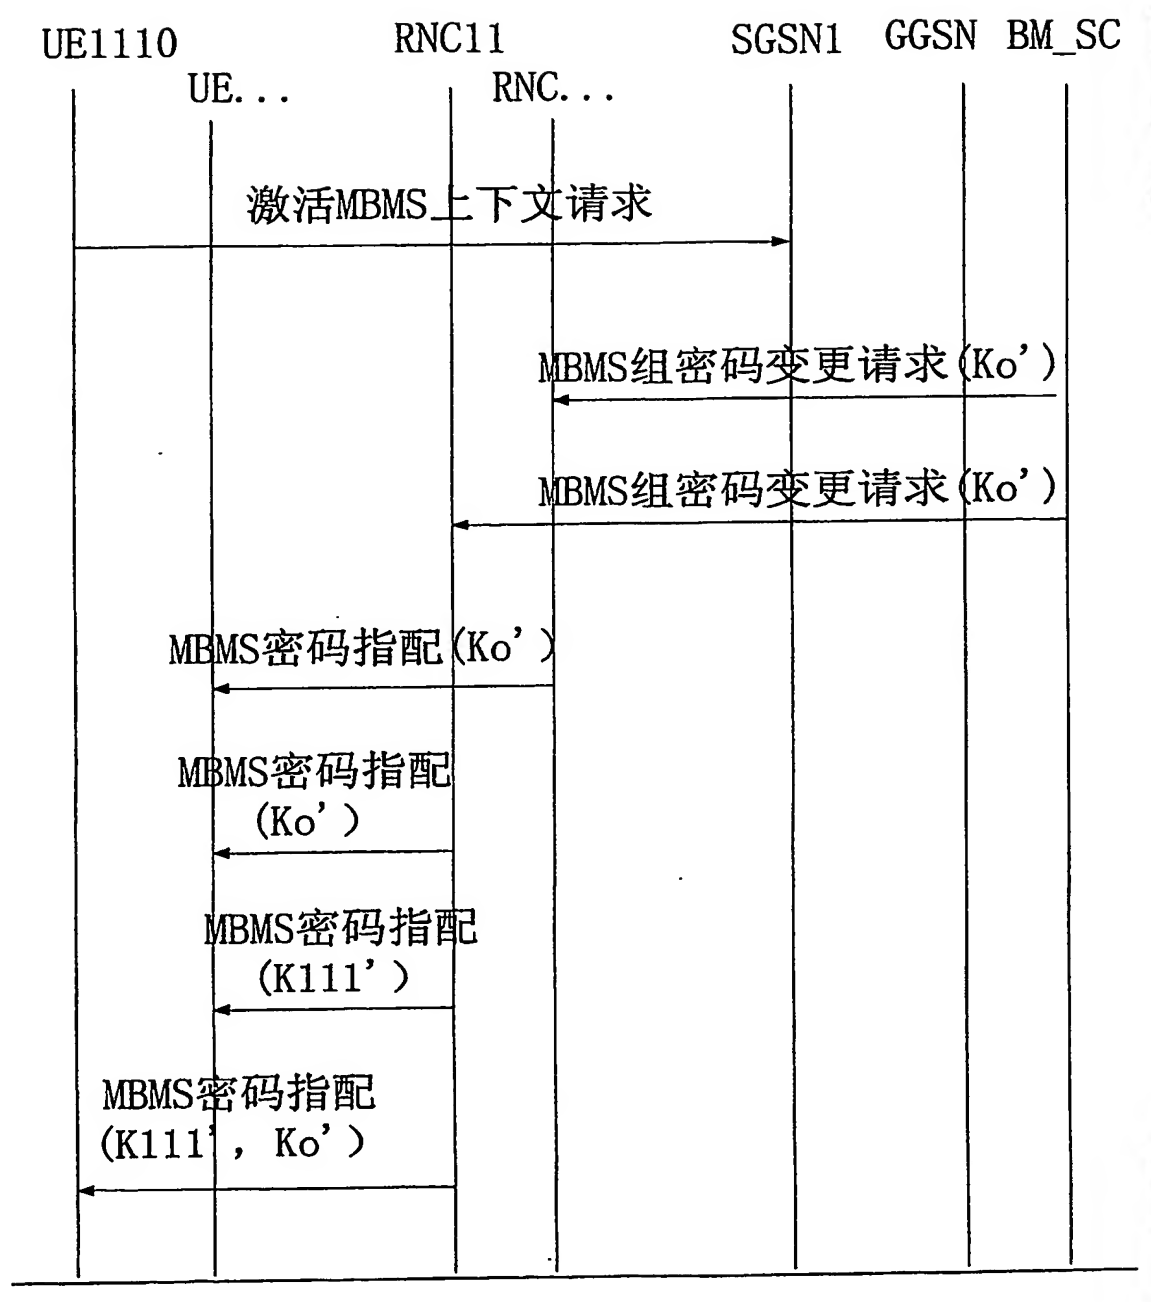 UE1110
RNC11
SGSN1
GGSN
BM_SC
UE...
RNC...
激活MBMS上下文请求
MBMS组密码变更请求(Ko')
MBMS组密码变更请求(Ko')
MBMS密码指配(Ko')
MBMS密码指配
(Ko')
MBMS密码指配
(K111')
MBMS密码指配
(K111', Ko')